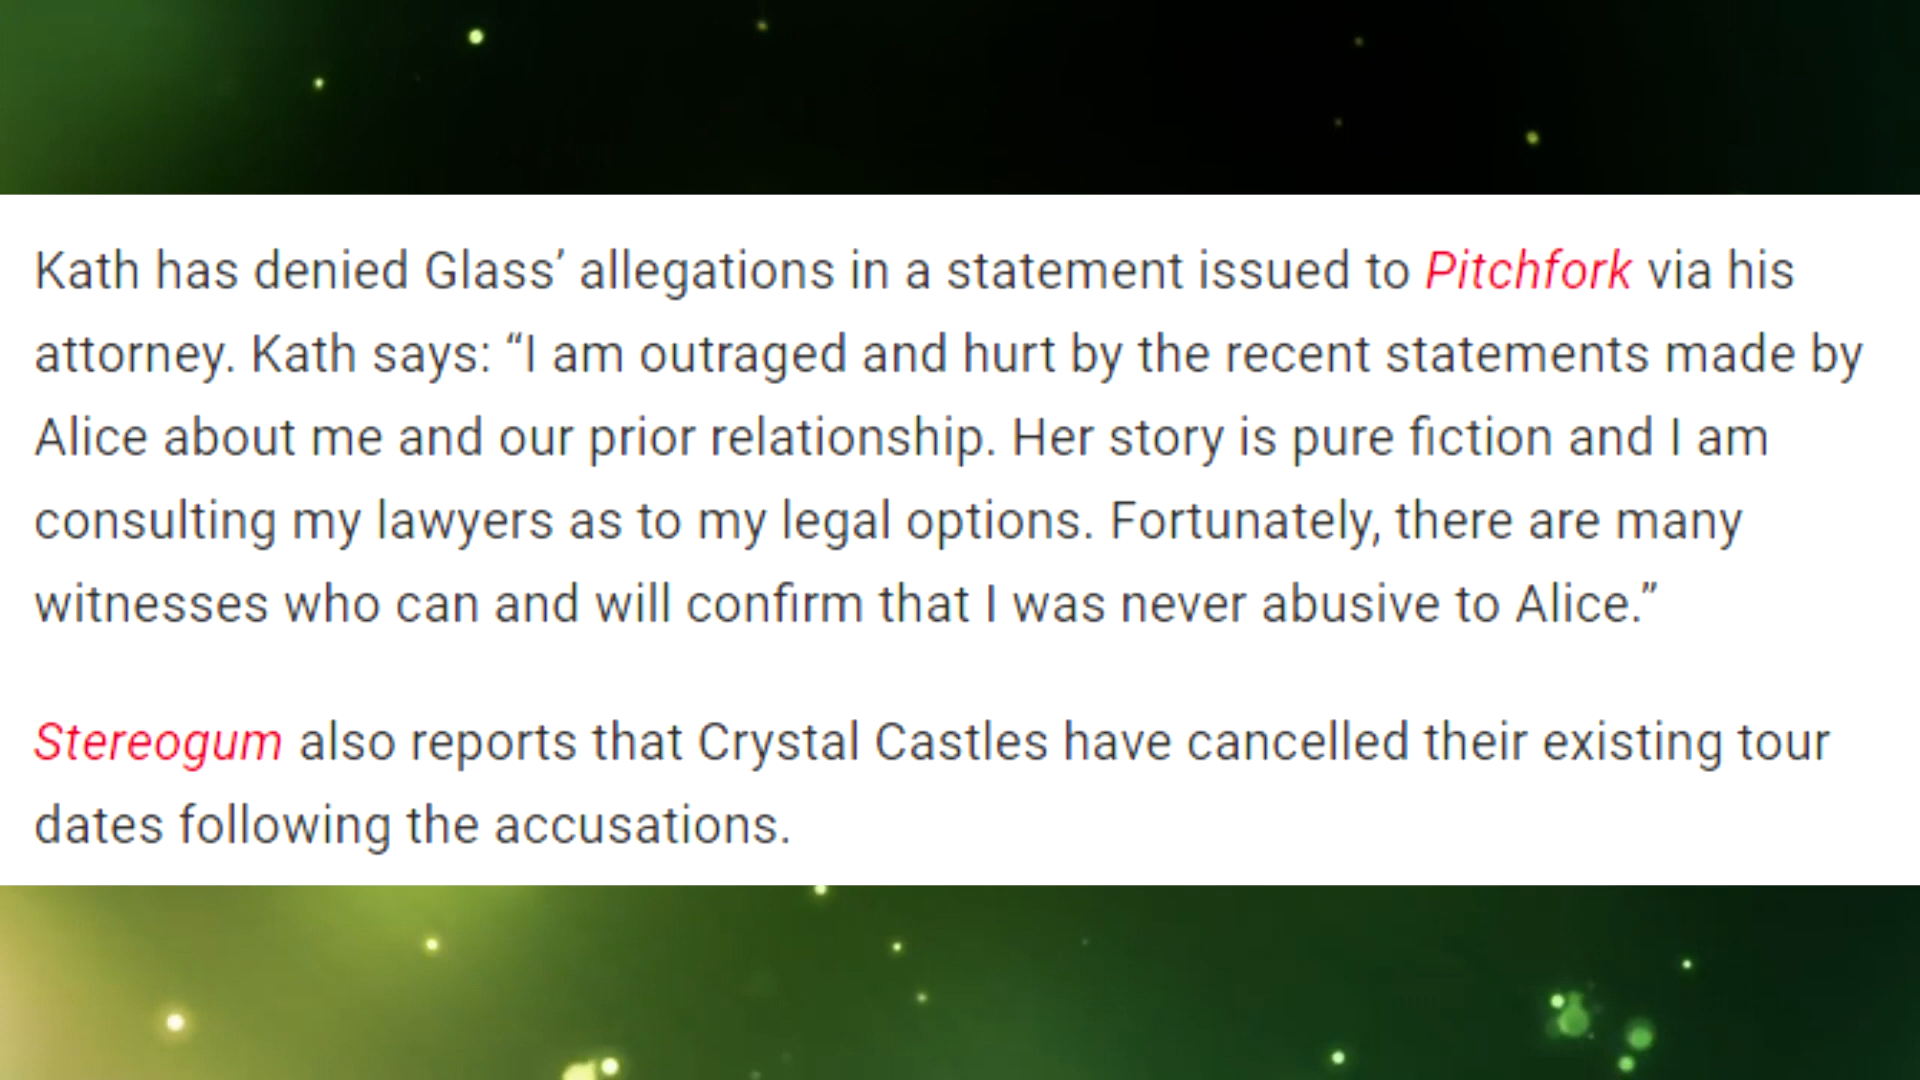 Kath has denied Glass’ allegations in a statement issued to Pitchfork via his
attorney. Kath says: “I am outraged and hurt by the recent statements made by
Alice about me and our prior relationship. Her story is pure fiction and I am
consulting my lawyers as to my legal options. Fortunately, there are many
witnesses who can and will confirm that I was never abusive to Alice.”
Stereogum also reports that Crystal Castles have cancelled their existing tour
dates following the accusations.